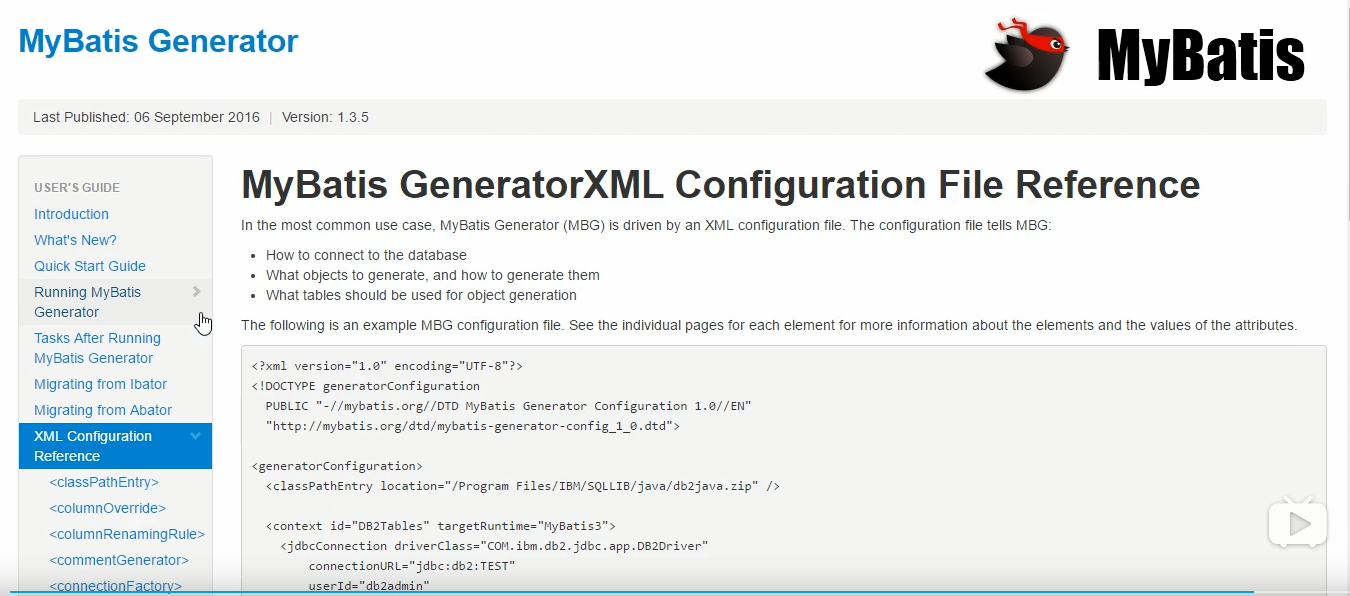 MyBatis Generator
MyBatis
Last Published: 06 September 2016 | Version: 1.3.5
USER'S GUIDE
Introduction
What's New?
Quick Start Guide
Running MyBatis
Generator
Tasks After Running
MyBatis Generator
Migrating from Ibator
Migrating from Abator
XML Configuration
Reference
<classPathEntry>
<columnOverride>
<columnRenamingRule>
<commentGenerator>
<connectionFactory>
MyBatis GeneratorXML Configuration File Reference
In the most common use case, MyBatis Generator (MBG) is driven by an XML configuration file. The configuration file tells MBG:
• How to connect to the database
• What objects to generate, and how to generate them
• What tables should be used for object generation
The following is an example MBG configuration file. See the individual pages for each element for more information about the elements and the values of the attributes.
<?xml version="1.0" encoding="UTF-8"?>
<!DOCTYPE generatorConfiguration
PUBLIC "-//mybatis.org//DTD MyBatis Generator Configuration 1.0//EN"
"http://mybatis.org/dtd/mybatis-generator-config_1_0.dtd">
<generatorConfiguration>
<classPathEntry location="/Program Files/IBM/SQLLIB/java/db2java.zip" />
<context id="DB2Tables" targetRuntime="MyBatis3">
<jdbcConnection driverClass="COM.ibm.db2.jdbc.app.DB2Driver"
connectionURL="jdbc:db2:TEST"
userId="db2admin"